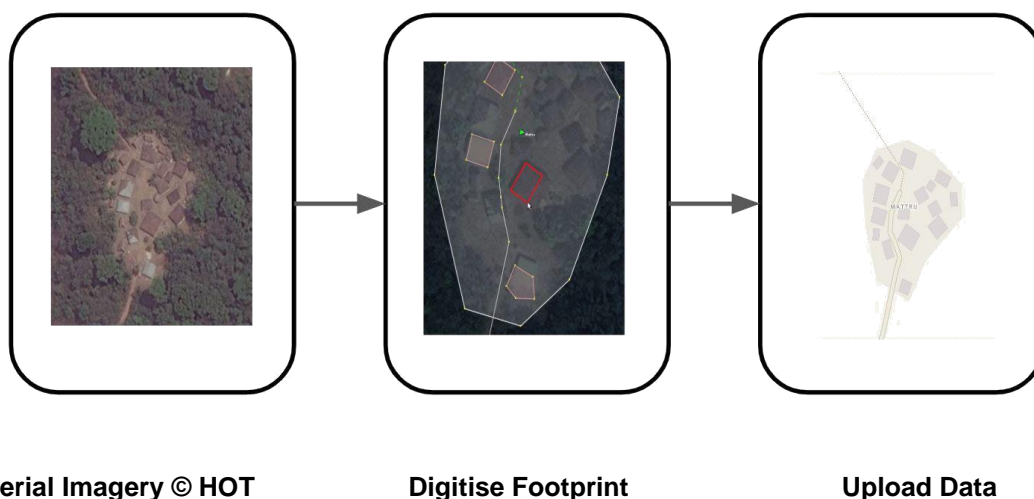 MATTRU
erial Imagery © HOT
Digitise Footprint
Upload Data